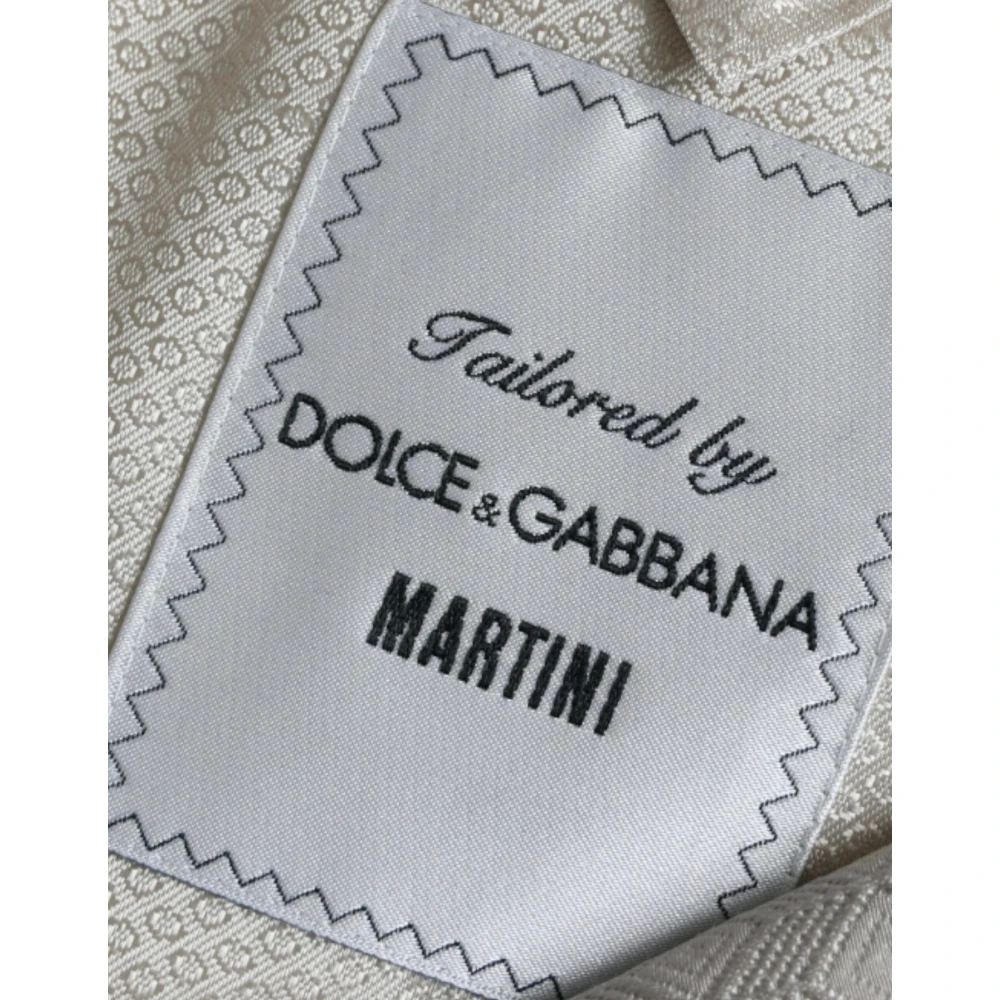 Tailored by
DOLCE & GABBANA
MARTINI